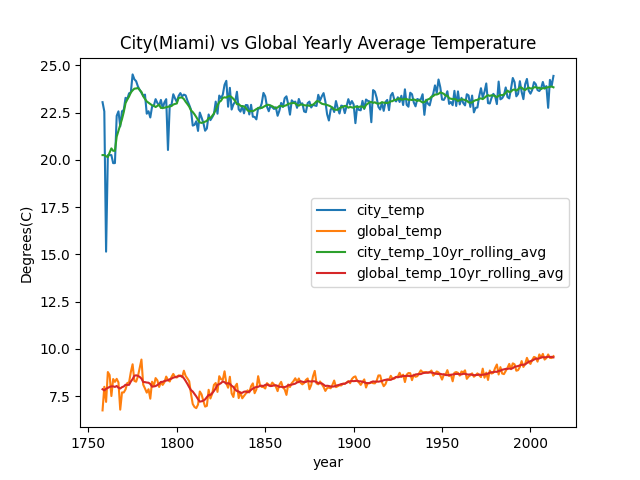 City(Miami) vs Global Yearly Average Temperature
Degrees(C)
25.0
22.5
20.0
17.5
15.0
12.5
10.0
7.5
city_temp
global_temp
city_temp_10yr_rolling_avg
global_temp_10yr_rolling_avg
1750 1800 1850 1900 1950 2000
year